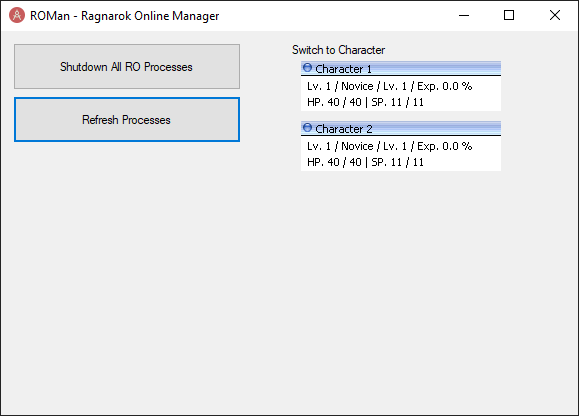 ROMan - Ragnarok Online Manager
Shutdown All RO Processes
Refresh Processes
Switch to Character
Character 1
Lv. 1 / Novice / Lv. 1 / Exp. 0.0 %
HP. 40 / 40 | SP. 11 / 11
Character 2
Lv. 1 / Novice / Lv. 1 / Exp. 0.0 %
HP. 40 / 40 | SP. 11 / 11